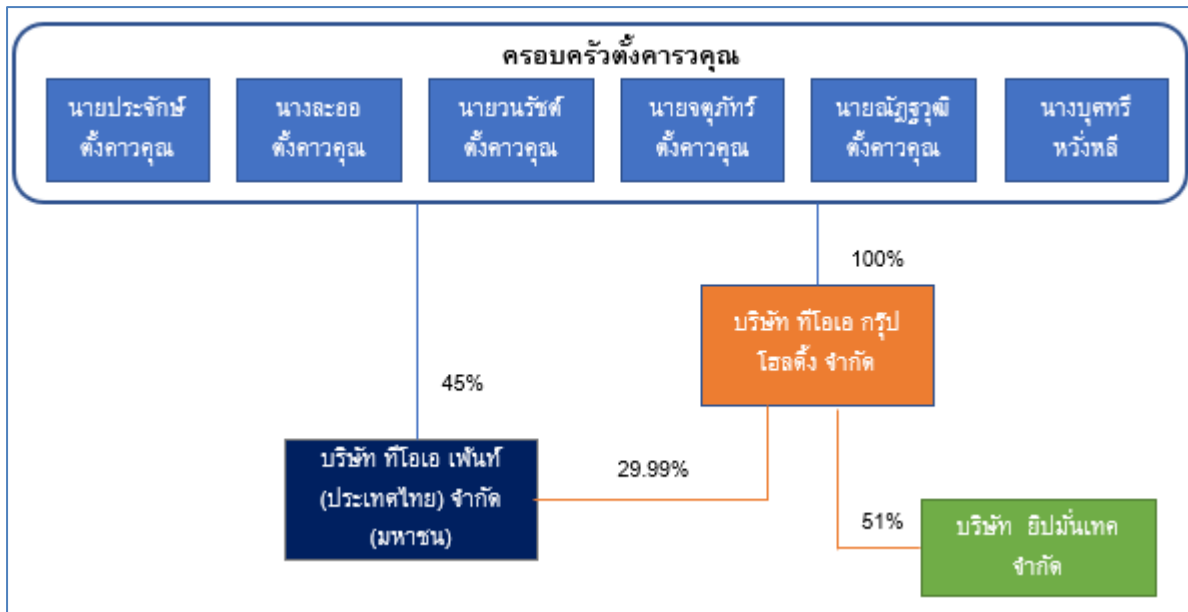 ครอบครัวตั้งคารวคุณ
นายประจักษ์
ตั้งคาวคุณ
นางละออ
ตั้งคาวคุณ
นายวนรัชต์
ตั้งคาวคุณ
นายจตุภัทร์
ตั้งคาวคุณ
นายณัฏฐวุฒิ
ตั้งคาวคุณ
นางบุศทรี
หวั่งหลี
100%
บริษัท ทีโอเอ กรุ๊ป
โฮลดิ้ง จำกัด
45%
บริษัท ทีโอเอ เพ้นท์
(ประเทศไทย) จำกัด
(มหาชน)
29.99%
51%
บริษัท ยิปมั่นเทค
จำกัด